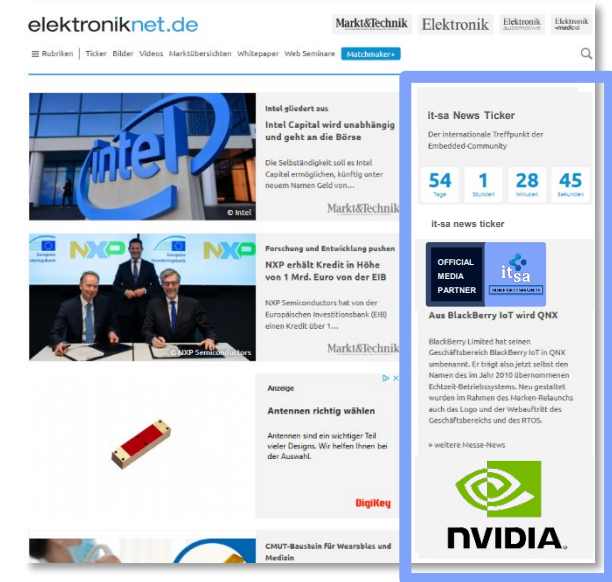 elektroniknet.de
Markt&Technik Elektronik Elektronik automotive Elektronik medical
Rubriken Ticker Bilder Videos Marktübersichten Whitepaper Web Seminare Matchmaker+
intel
© Intel
Intel gliedert aus
Intel Capital wird unabhängig
und geht an die Börse
Die Selbständigkeit soll es Intel
Capital ermöglichen, künftig unter
neuem Namen Geld von...
Markt&Technik
NXP NXP
© NXP Semiconductors
Forschung und Entwicklung pushen
NXP erhält Kredit in Höhe
von 1 Mrd. Euro von der EIB
NXP Semiconductors hat von der
Europäischen Investitionsbank (EIB)
einen Kredit über 1...
Markt&Technik
Anzeige
Antennen richtig wählen
Antennen sind ein wichtiger Teil
vieler Designs. Wir helfen Ihnen bei
der Auswahl.
DigiKey
CMUT-Baustein für Wearables und
Medizin
it-sa News Ticker
Der internationale Treffpunkt der
Embedded-Community
54 1 28 45
Tage Stunden Minuten Sekunden
it-sa news ticker
OFFICIAL
MEDIA
PARTNER
itsa
Aus BlackBerry IoT wird QNX
BlackBerry Limited hat seinen
Geschäftsbereich BlackBerry IoT in QNX
umbenannt. Er trägt also jetzt selbst den
Namen des im Jahr 2010 übernommenen
Echtzeit-Betriebssystems. Neu gestaltet
wurden im Rahmen des Marken-Relaunchs
auch das Logo und der Webauftritt des
Geschäftsbereichs und des RTOS.
» weitere Messe-News
NVIDIA.